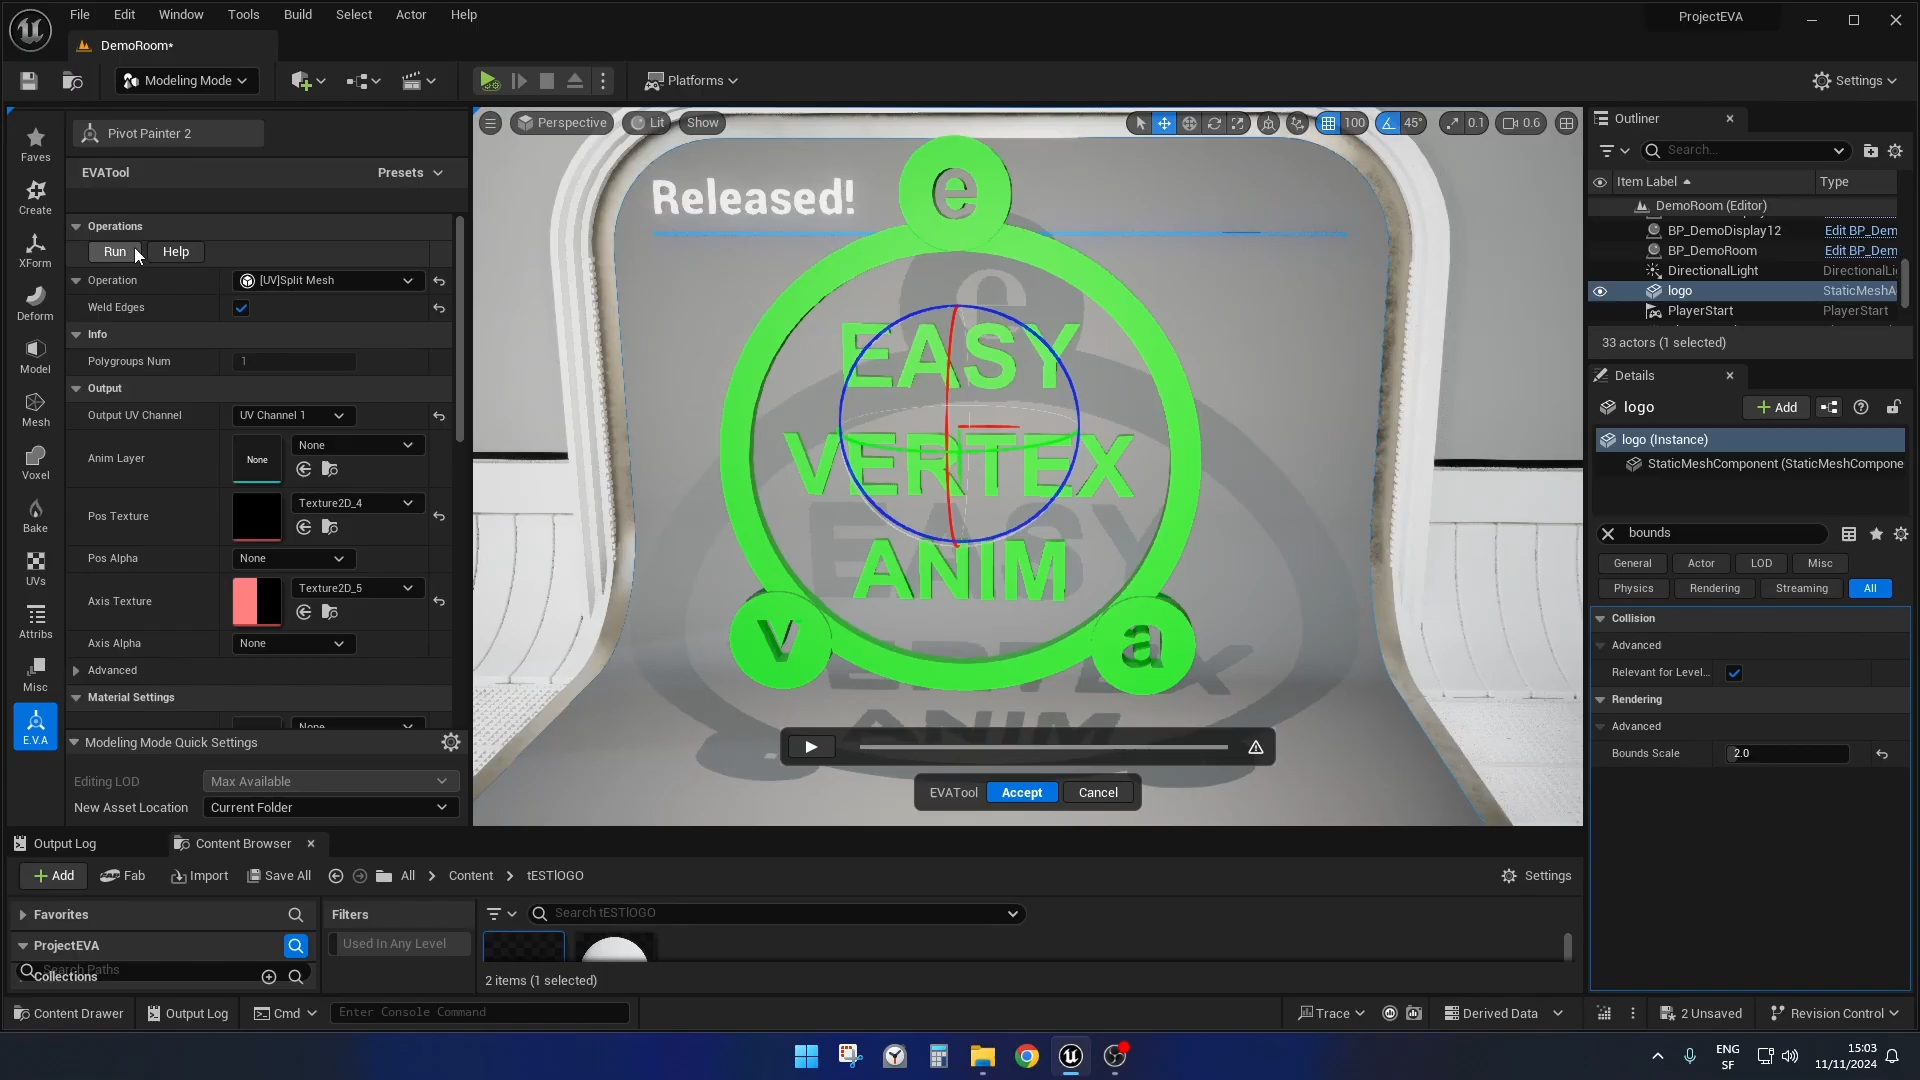 File Edit Window Tools Build Select Actor Help
ProjectEVA
DemoRoom*
Modeling Mode
Platforms
Settings
Pivot Painter 2
EVATool
Presets
Operations
Run
Help
Operation
[UV]Split Mesh
Weld Edges
Info
Polygroups Num
1
Output
Output UV Channel
UV Channel 1
Anim Layer
None
None
Pos Texture
Texture2D_4
Pos Alpha
None
Axis Texture
Texture2D_5
Axis Alpha
None
Advanced
Material Settings
None
Modeling Mode Quick Settings
Editing LOD
Max Available
New Asset Location
Current Folder
Faves
Create
XForm
Deform
Model
Mesh
Voxel
Bake
UVs
Attribs
Misc
E.V.A
Perspective
Lit
Show
100
45°
0.1
0.6
Released!
e
EASY
VERTEX
ANIM
v
a
EVATool
Accept
Cancel
Outliner
Search...
Item Label
Type
DemoRoom (Editor)
BP_DemoDisplay12
Edit BP_Dem
BP_DemoRoom
Edit BP_Dem
DirectionalLight
DirectionalLi
logo
StaticMeshA
PlayerStart
PlayerStart
33 actors (1 selected)
Details
logo
Add
logo (Instance)
StaticMeshComponent (StaticMeshCompone
bounds
General
Actor
LOD
Misc
Physics
Rendering
Streaming
All
Collision
Advanced
Relevant for Level...
Rendering
Advanced
Bounds Scale
2.0
Output Log
Content Browser
Add
Fab
Import
Save All
All
Content
tESTlOGO
Settings
Favorites
ProjectEVA
Search Paths
Collections
Filters
Used In Any Level
Search tESTlOGO
2 items (1 selected)
Content Drawer
Output Log
Cmd
Enter Console Command
Trace
Derived Data
2 Unsaved
Revision Control
ENG
SF
15:03
11/11/2024